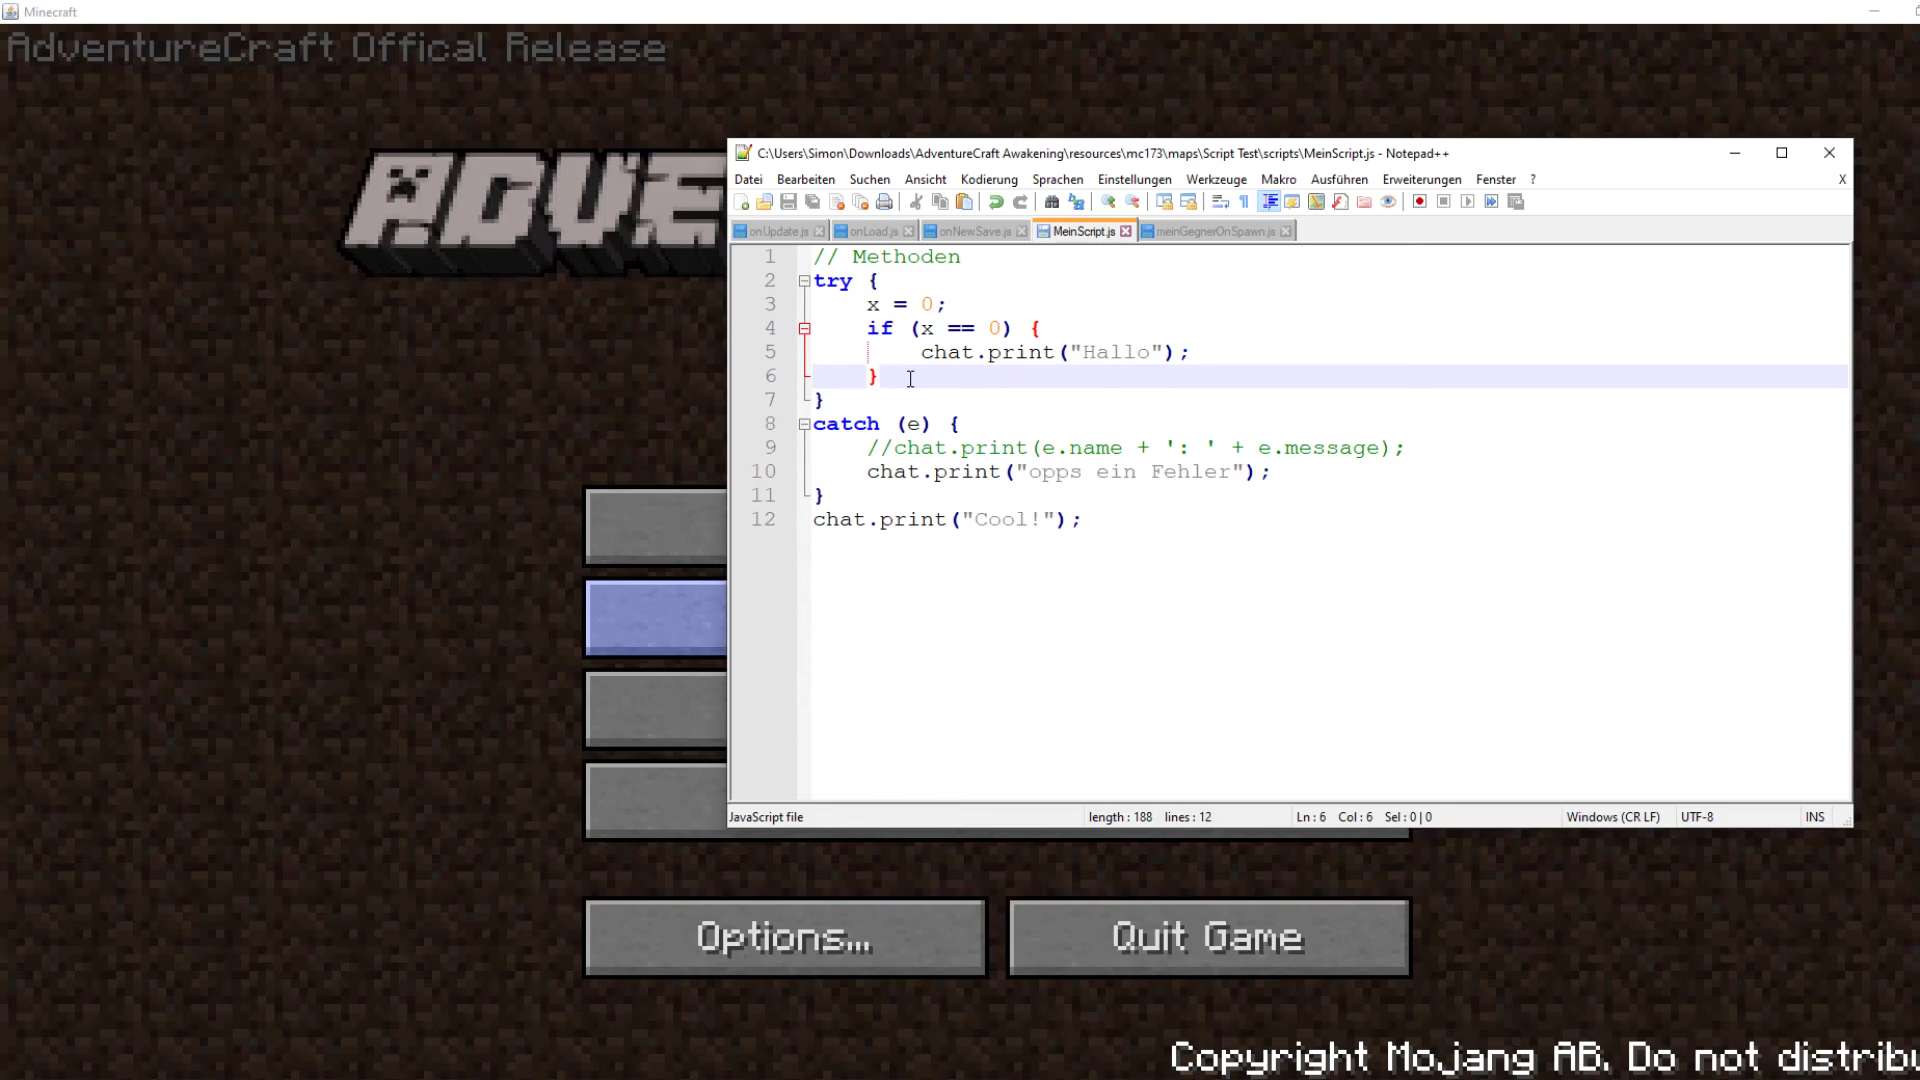 Minecraft
AdventureCraft Offical Release
ADVE
C:\Users\Simon\Downloads\AdventureCraft Awakening\resources\mc173\maps\Script Test\scripts\MeinScript.js - Notepad++
Datei Bearbeiten Suchen Ansicht Kodierung Sprachen Einstellungen Werkzeuge Makro Ausführen Erweiterungen Fenster ? X
onUpdate.js onLoad.js onNewSave.js MeinScript.js meinGegnerOnSpawn.js
1 // Methoden
2 try {
3 x = 0;
4 if (x == 0) {
5 chat.print("Hallo");
6 }
7 }
8 catch (e) {
9 //chat.print(e.name + ': ' + e.message);
10 chat.print("opps ein Fehler");
11 }
12 chat.print("Cool!");
JavaScript file length : 188 lines : 12 Ln : 6 Col : 6 Sel : 0 | 0 Windows (CR LF) UTF-8 INS
Options... Quit Game
Copyright Mojang AB. Do not distribu